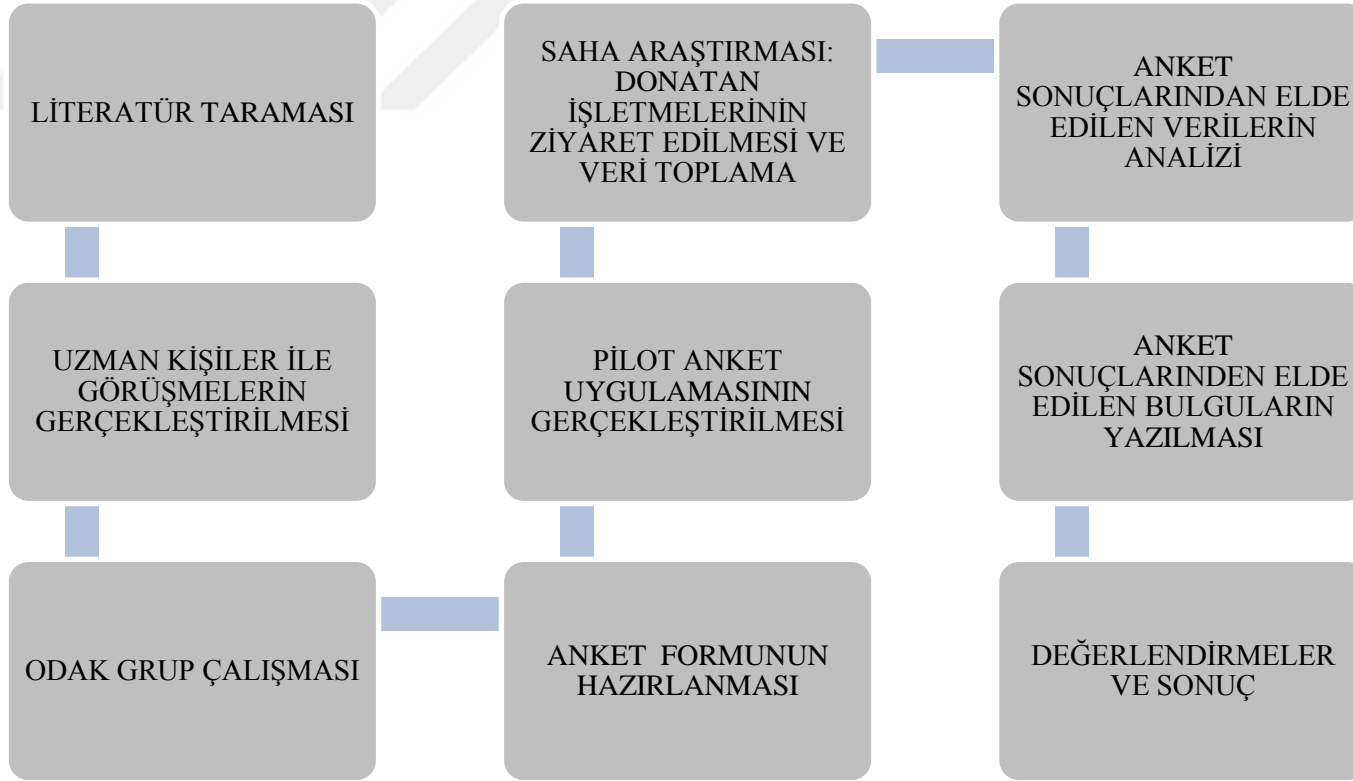 LİTERATÜR TARAMASI
UZMAN KİŞİLER İLE
GÖRÜŞMELERİN
GERÇEKLEŞTİRİLMESİ
ODAK GRUP ÇALIŞMASI
ANKET FORMUNUN
HAZIRLANMASI
PİLOT ANKET
UYGULAMASININ
GERÇEKLEŞTİRİLMESİ
SAHA ARAŞTIRMASI:
DONATAN
İŞLETMELERİNİN
ZİYARET EDİLMESİ VE
VERİ TOPLAMA
ANKET
SONUÇLARINDAN ELDE
EDİLEN VERİLERİN
ANALİZİ
ANKET
SONUÇLARINDEN ELDE
EDİLEN BULGULARIN
YAZILMASI
DEĞERLENDİRMELER
VE SONUÇ